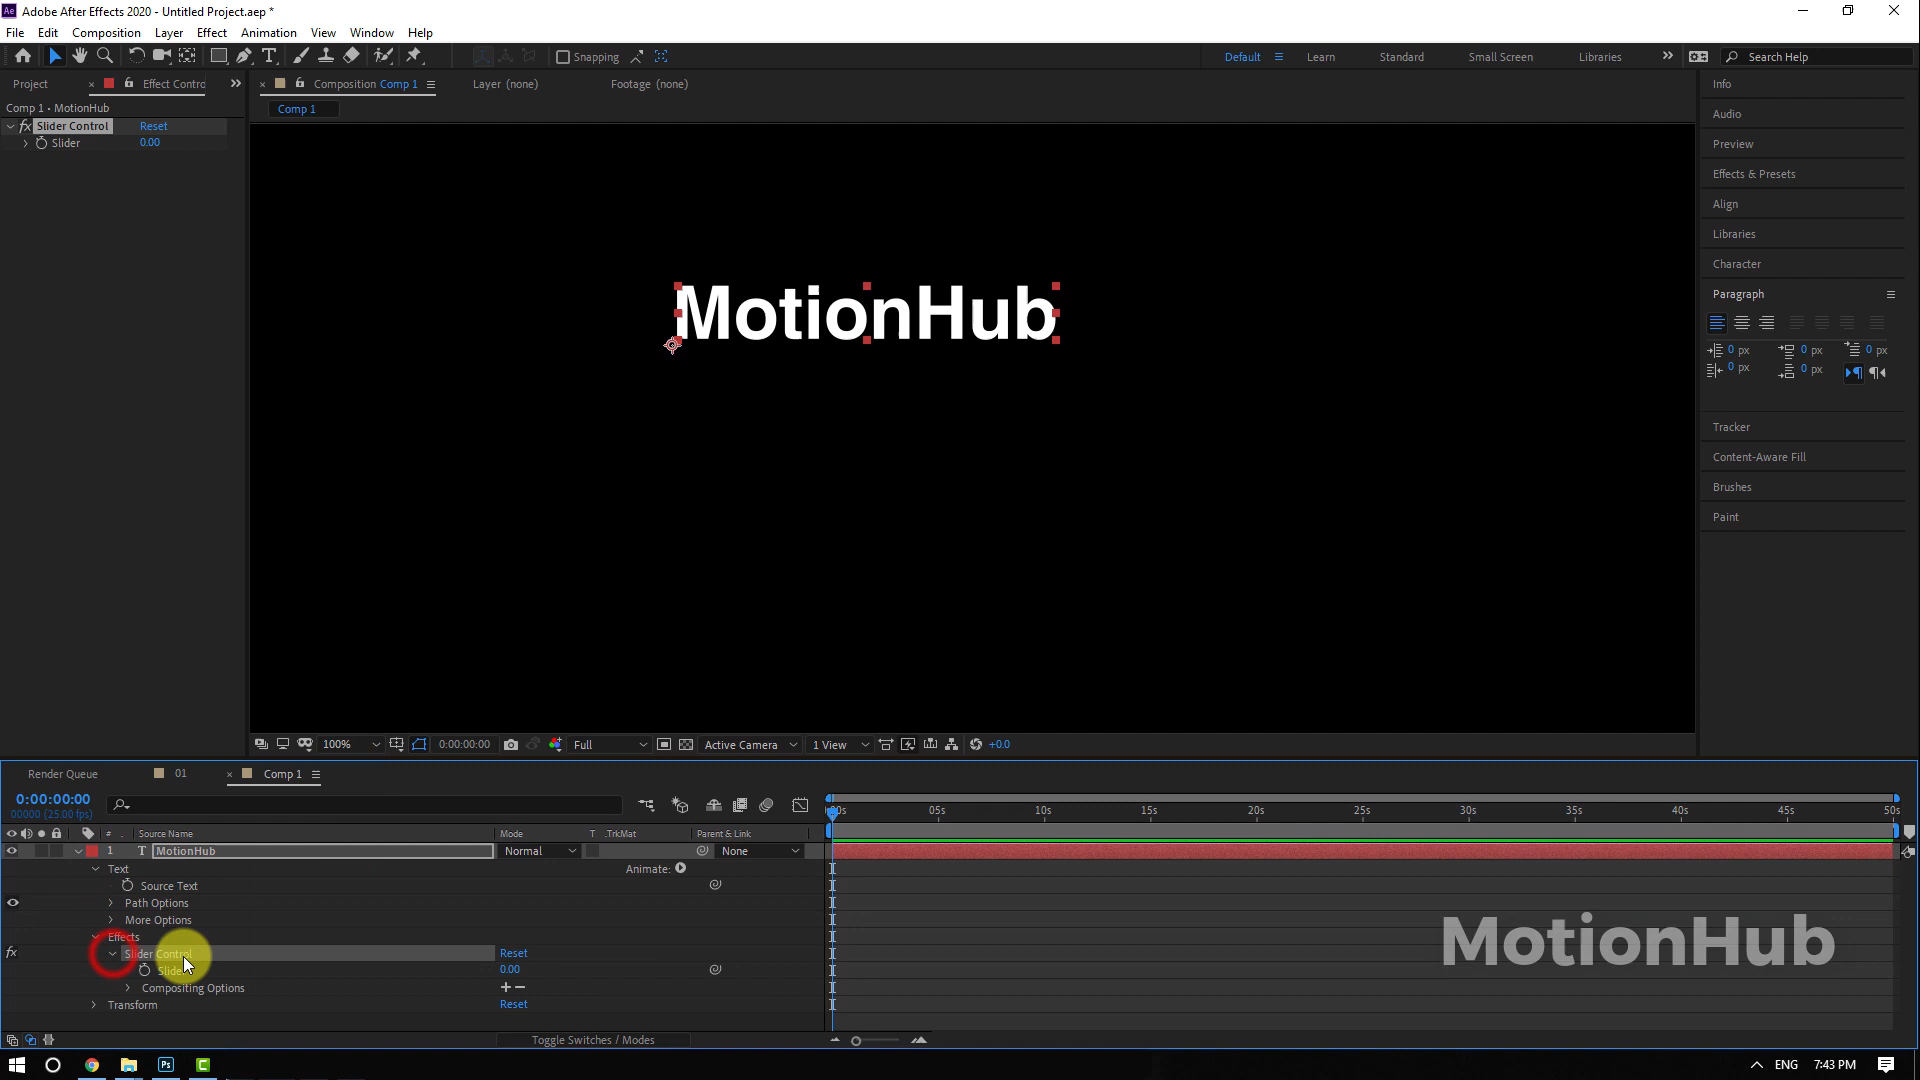 Ae Adobe After Effects 2020 - Untitled Project.aep *
File Edit Composition Layer Effect Animation View Window Help
Snapping
Default Learn Standard Small Screen Libraries
Search Help
Project Effect Contro
Composition Comp 1
Layer (none)
Footage (none)
Comp 1 • MotionHub
Comp 1
fx Slider Control Reset
Slider 0.00
Info
Audio
Preview
Effects & Presets
Align
Libraries
Character
Paragraph
0 px 0 px 0 px
0 px 0 px
Tracker
Content-Aware Fill
Brushes
Paint
MotionHub
100% 0:00:00:00 Full Active Camera 1 View +0.0
Render Queue 01 Comp 1
0:00:00:00
00000 (25.00 fps)
00s 05s 10s 15s 20s 25s 30s 35s 40s 45s 50s
# Source Name Mode T .TrkMat Parent & Link
1 T MotionHub Normal None
Text Animate:
Source Text
Path Options
More Options
Effects
fx Slider Control Reset
Slider 0.00
Compositing Options
Transform Reset
MotionHub
Toggle Switches / Modes
Ps C ENG 7:43 PM